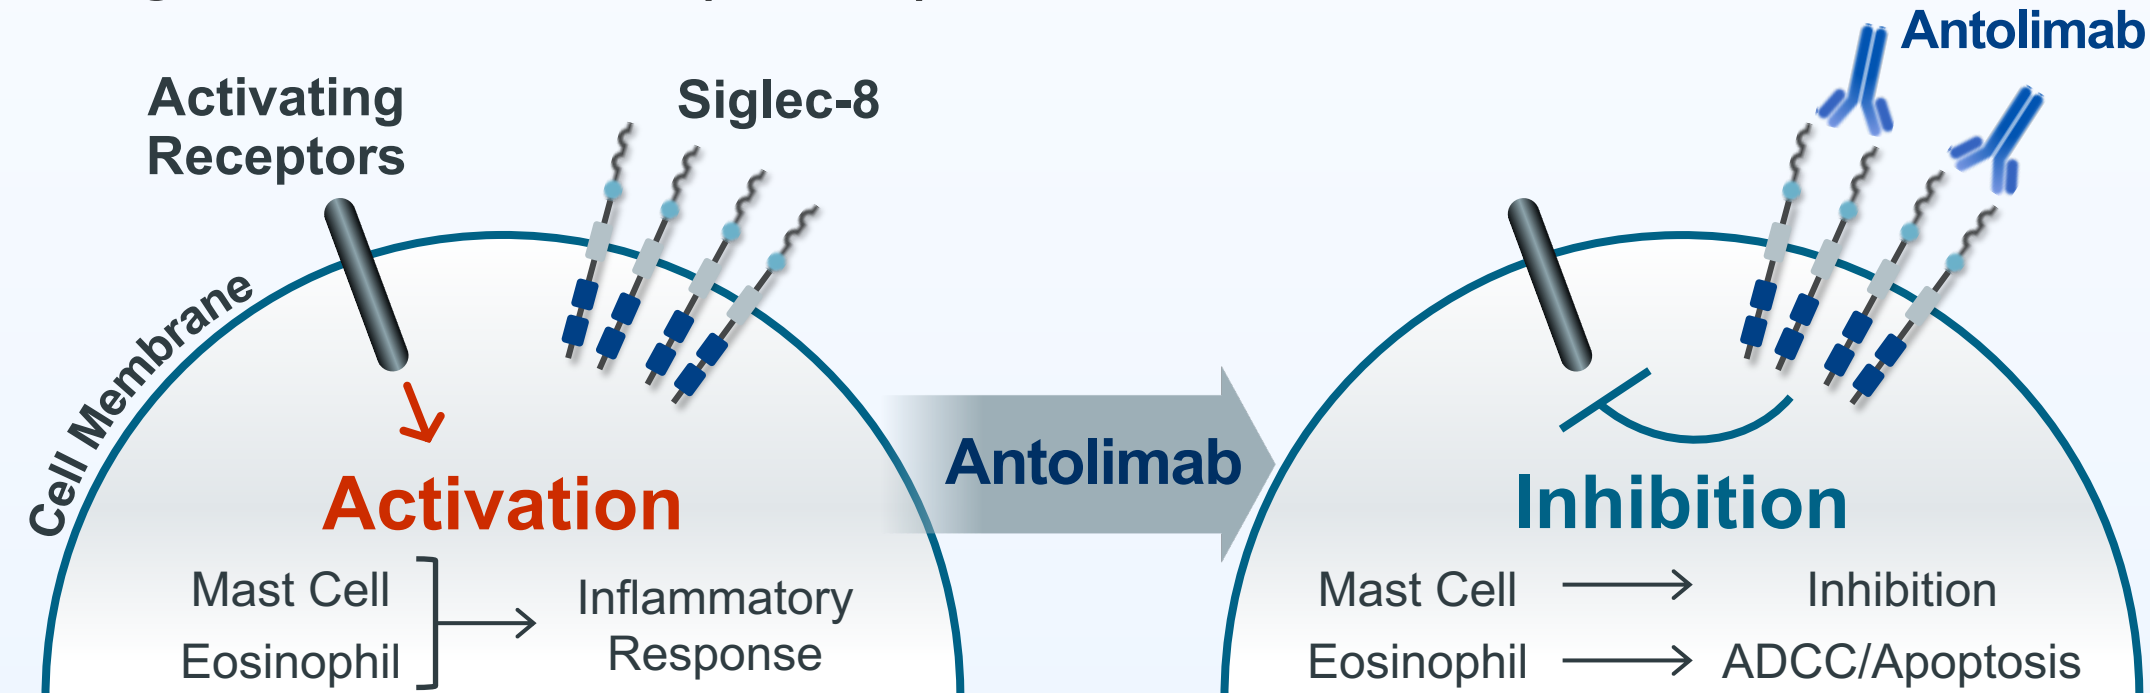 Antolimab
Activating
Receptors
Siglec-8
Cell Membrane
Activation
Mast Cell
Eosinophil
Inflammatory
Response
Antolimab
Inhibition
Mast Cell
Inhibition
Eosinophil
ADCC/Apoptosis